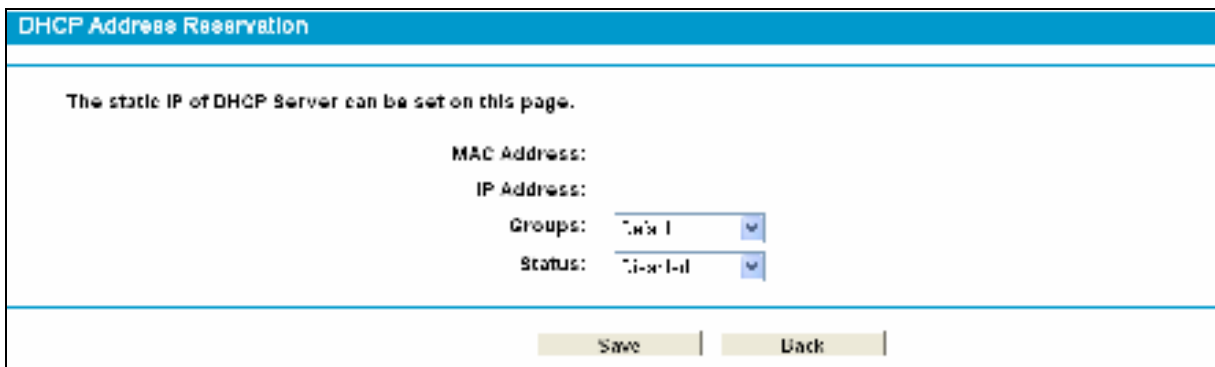 DHCP Address Reservation
The static IP of DHCP Server can be set on this page.
MAC Address:
IP Address:
Groups:
Status:
Save Back